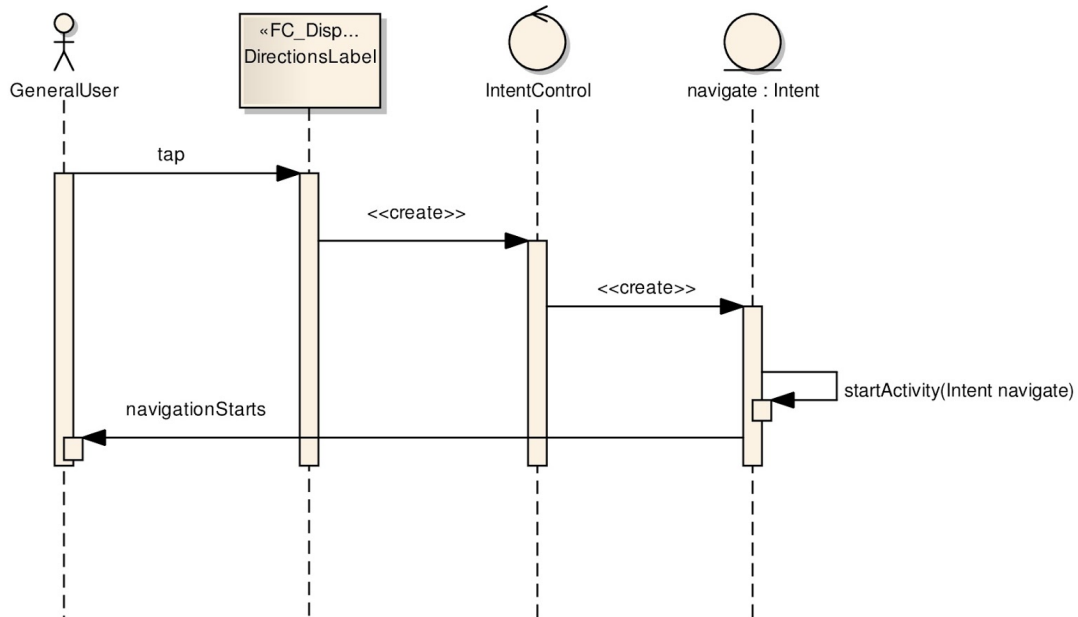 «FC_Disp...
DirectionsLabel
GeneralUser
IntentControl
navigate : Intent
tap
<<create>>
<<create>>
startActivity(Intent navigate)
navigationStarts